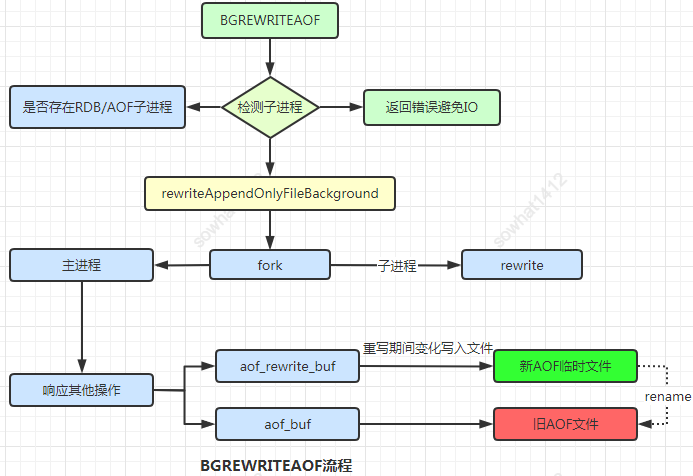 BGREWRITEAOF
是否存在RDB/AOF子进程
检测子进程
返回错误避免IO
rewriteAppendOnlyFileBackground
sowhat1412
sowhat1412
主进程
fork
子进程
rewrite
重写期间变化写入文件
响应其他操作
aof_rewrite_buf
新AOF临时文件
rename
aof_buf
旧AOF文件
BGREWRITEAOF流程